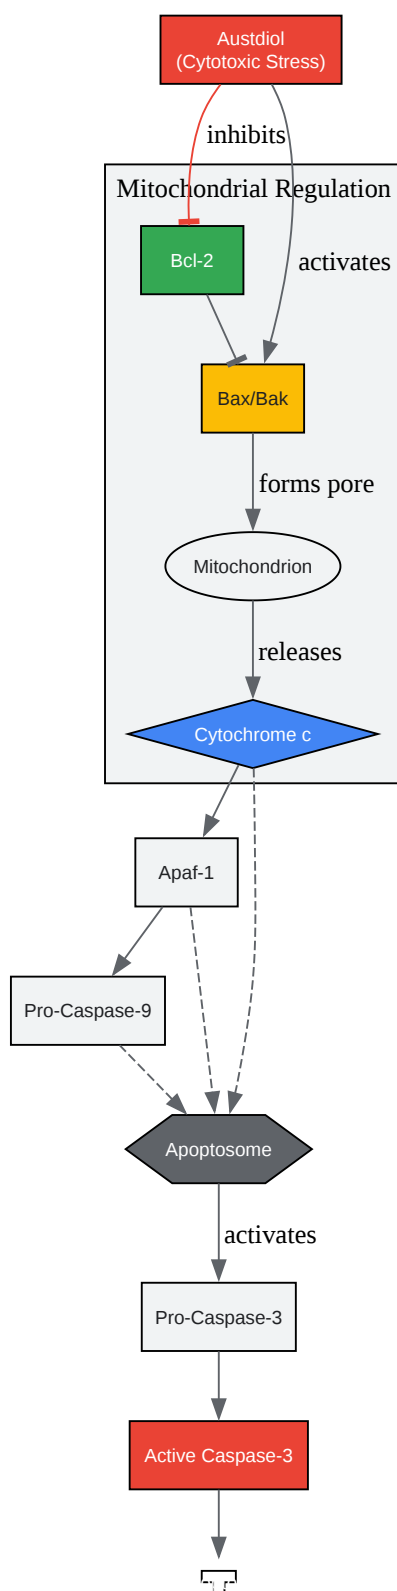 Austdiol
(Cytotoxic Stress)
inhibits
Mitochondrial Regulation
Bcl-2
activates
Bax/Bak
forms pore
Mitochondrion
releases
Cytochrome c
Apaf-1
Pro-Caspase-9
Apoptosome
activates
Pro-Caspase-3
Active Caspase-3